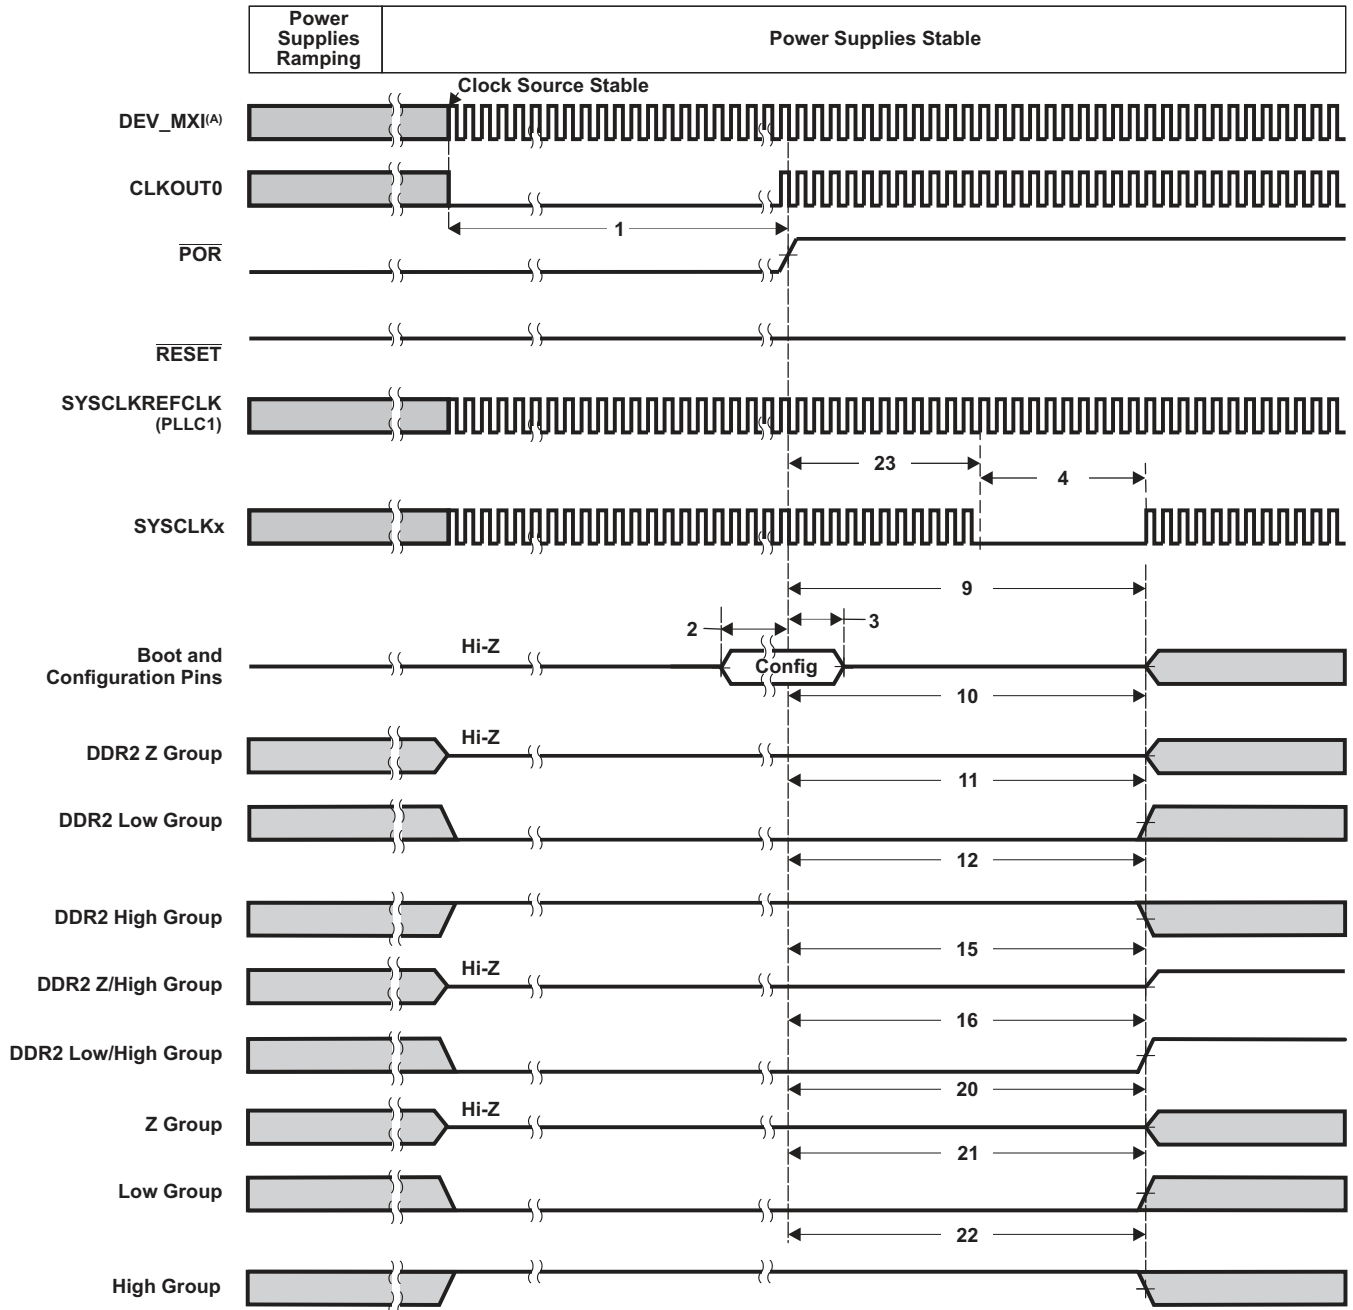 Power
Supplies
Ramping
Power Supplies Stable
Clock Source Stable
DEV_MXI(A)
CLKOUT0
1
POR
RESET
SYSCLKREFCLK
(PLLC1)
23
4
SYSCLKx
9
2
3
Hi-Z
Boot and
Configuration Pins
Config
10
Hi-Z
DDR2 Z Group
11
DDR2 Low Group
12
DDR2 High Group
15
Hi-Z
DDR2 Z/High Group
16
DDR2 Low/High Group
20
Hi-Z
Z Group
21
Low Group
22
High Group